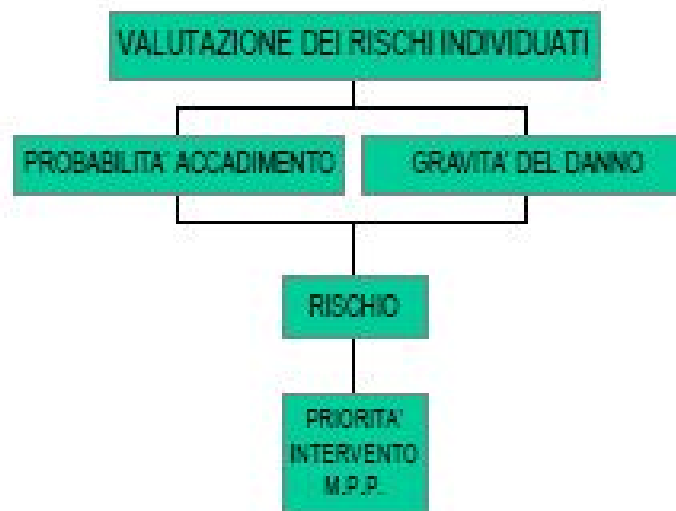 VALUTAZIONE DEI RISCHI INDIVIDUATI
PROBABILITA' ACCADIMENTO
GRAVITA' DEL DANNO
RISCHIO
PRIORITA'
INTERVENTO
M.P.P.